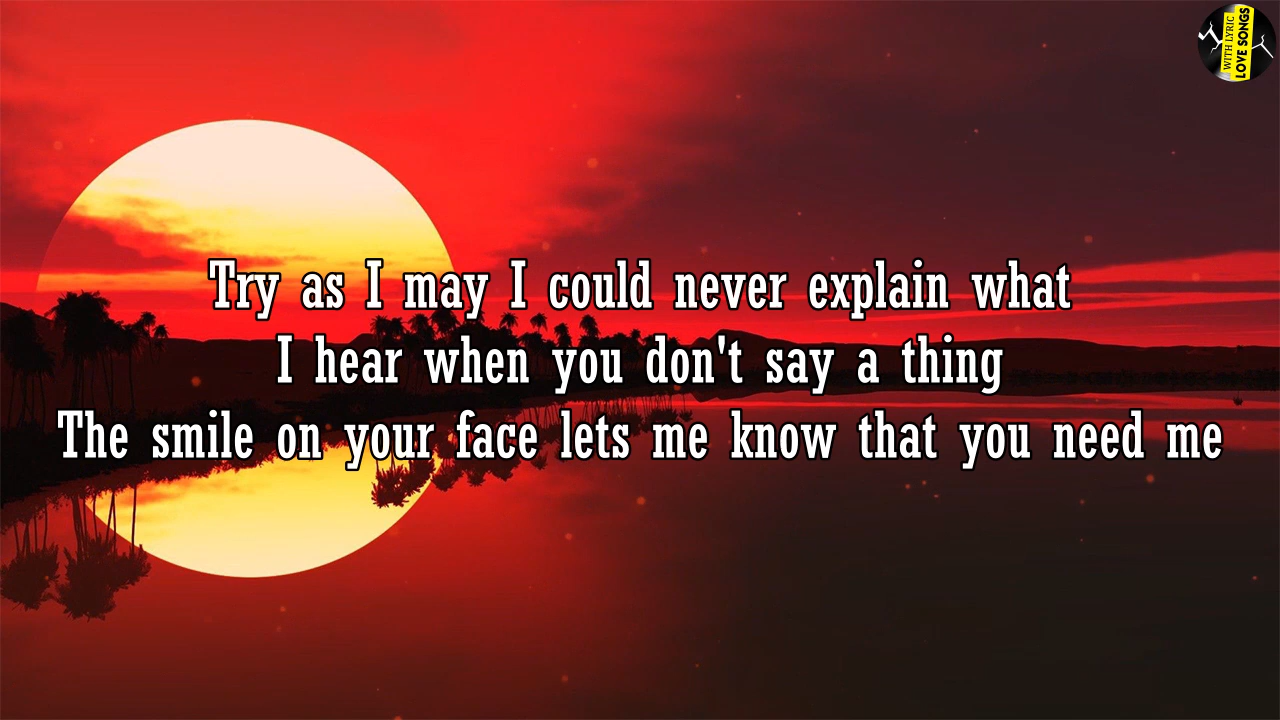 WITH LYRIC
LOVE SONGS
Try as I may I could never explain what
I hear when you don't say a thing
The smile on your face lets me know that you need me